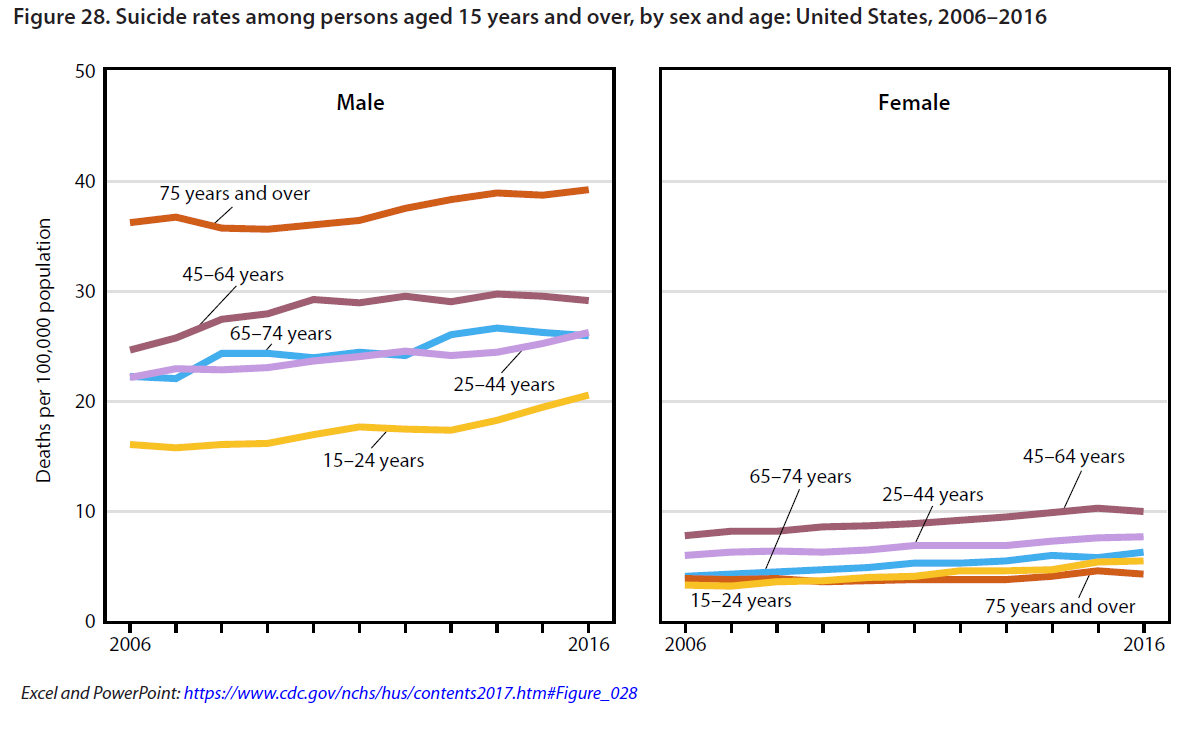 Figure 28. Suicide rates among persons aged 15 years and over, by sex and age: United States, 2006–2016
Deaths per 100,000 population
50
40
30
20
10
0
Male
75 years and over
45–64 years
65–74 years
25–44 years
15–24 years
2006
2016
Female
45–64 years
65–74 years
25–44 years
15–24 years
75 years and over
2006
2016
Excel and PowerPoint: https://www.cdc.gov/nchs/hus/contents2017.htm#Figure_028